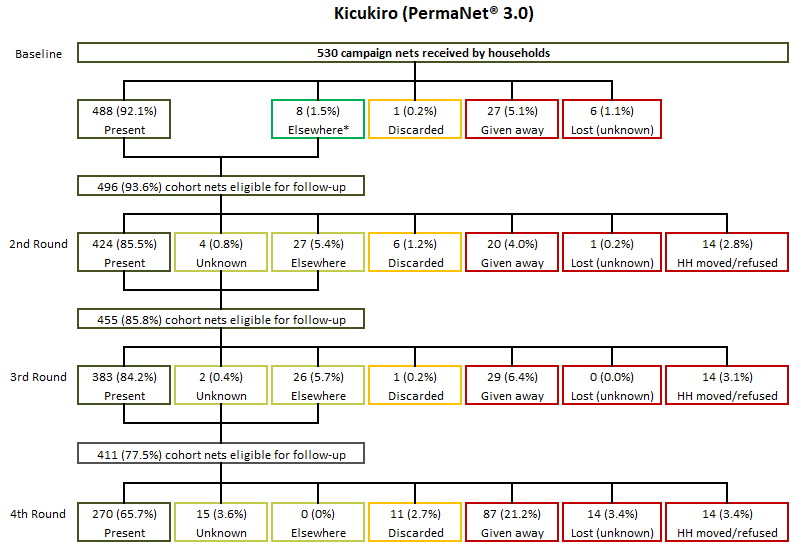 Kicukiro (PermaNet® 3.0)
Baseline
530 campaign nets received by households
488 (92.1%)
Present
8 (1.5%)
Elsewhere*
1 (0.2%)
Discarded
27 (5.1%)
Given away
6 (1.1%)
Lost (unknown)
496 (93.6%) cohort nets eligible for follow-up
2nd Round
424 (85.5%)
Present
4 (0.8%)
Unknown
27 (5.4%)
Elsewhere
6 (1.2%)
Discarded
20 (4.0%)
Given away
1 (0.2%)
Lost (unknown)
14 (2.8%)
HH moved/refused
455 (85.8%) cohort nets eligible for follow-up
3rd Round
383 (84.2%)
Present
2 (0.4%)
Unknown
26 (5.7%)
Elsewhere
1 (0.2%)
Discarded
29 (6.4%)
Given away
0 (0.0%)
Lost (unknown)
14 (3.1%)
HH moved/refused
411 (77.5%) cohort nets eligible for follow-up
4th Round
270 (65.7%)
Present
15 (3.6%)
Unknown
0 (0%)
Elsewhere
11 (2.7%)
Discarded
87 (21.2%)
Given away
14 (3.4%)
Lost (unknown)
14 (3.4%)
HH moved/refused